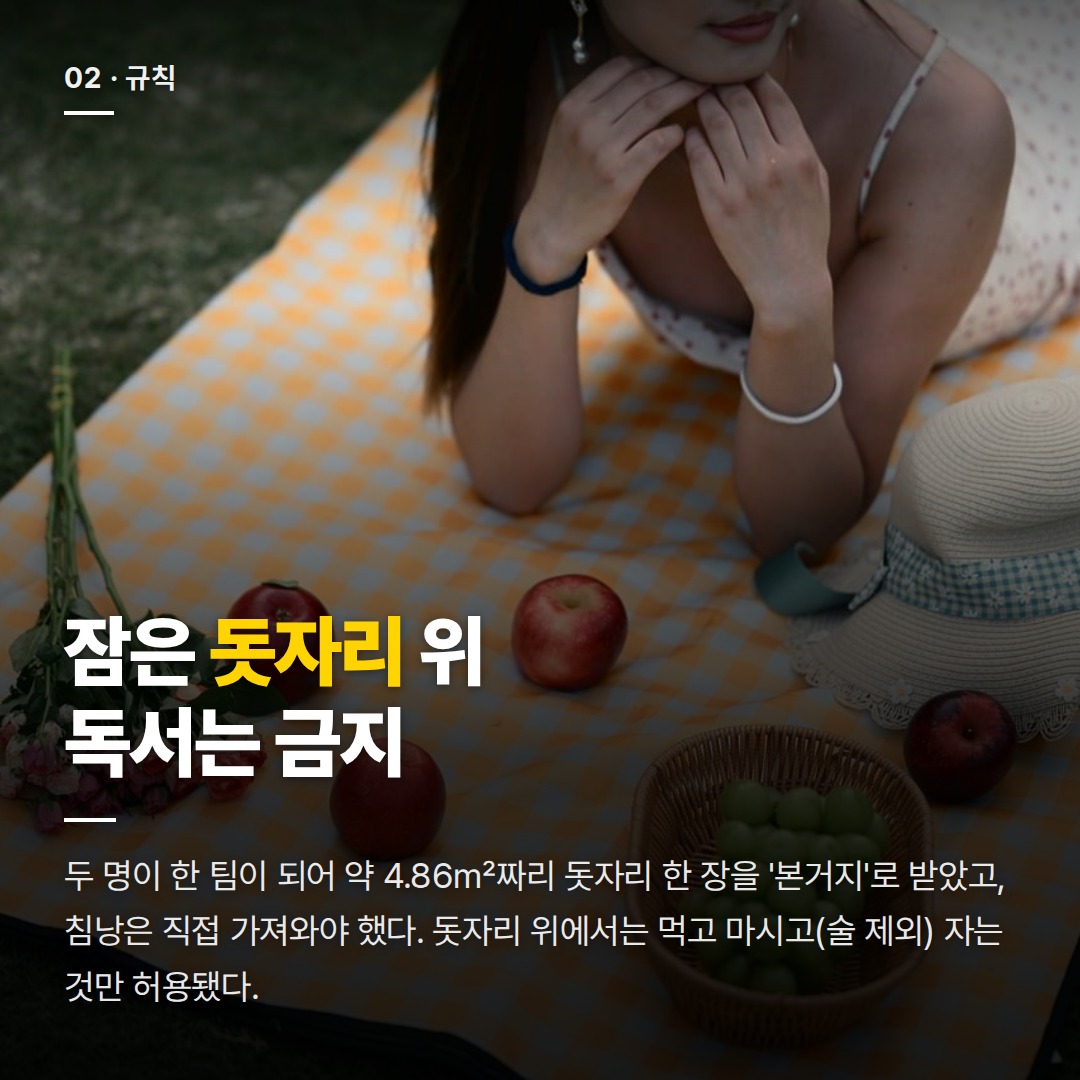 02 · 규칙
잠은 돗자리 위
독서는 금지
두 명이 한 팀이 되어 약 4.86m²짜리 돗자리 한 장을 '본거지'로 받았고,
침낭은 직접 가져와야 했다. 돗자리 위에서는 먹고 마시고(술 제외) 자는
것만 허용됐다.